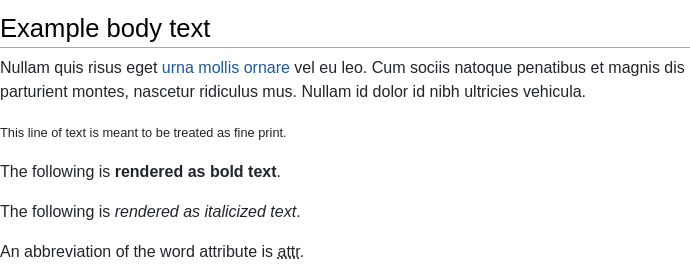 Example body text
Nullam quis risus eget urna mollis ornare vel eu leo. Cum sociis natoque penatibus et magnis dis
parturient montes, nascetur ridiculus mus. Nullam id dolor id nibh ultricies vehicula.
This line of text is meant to be treated as fine print.
The following is rendered as bold text.
The following is rendered as italicized text.
An abbreviation of the word attribute is attr.